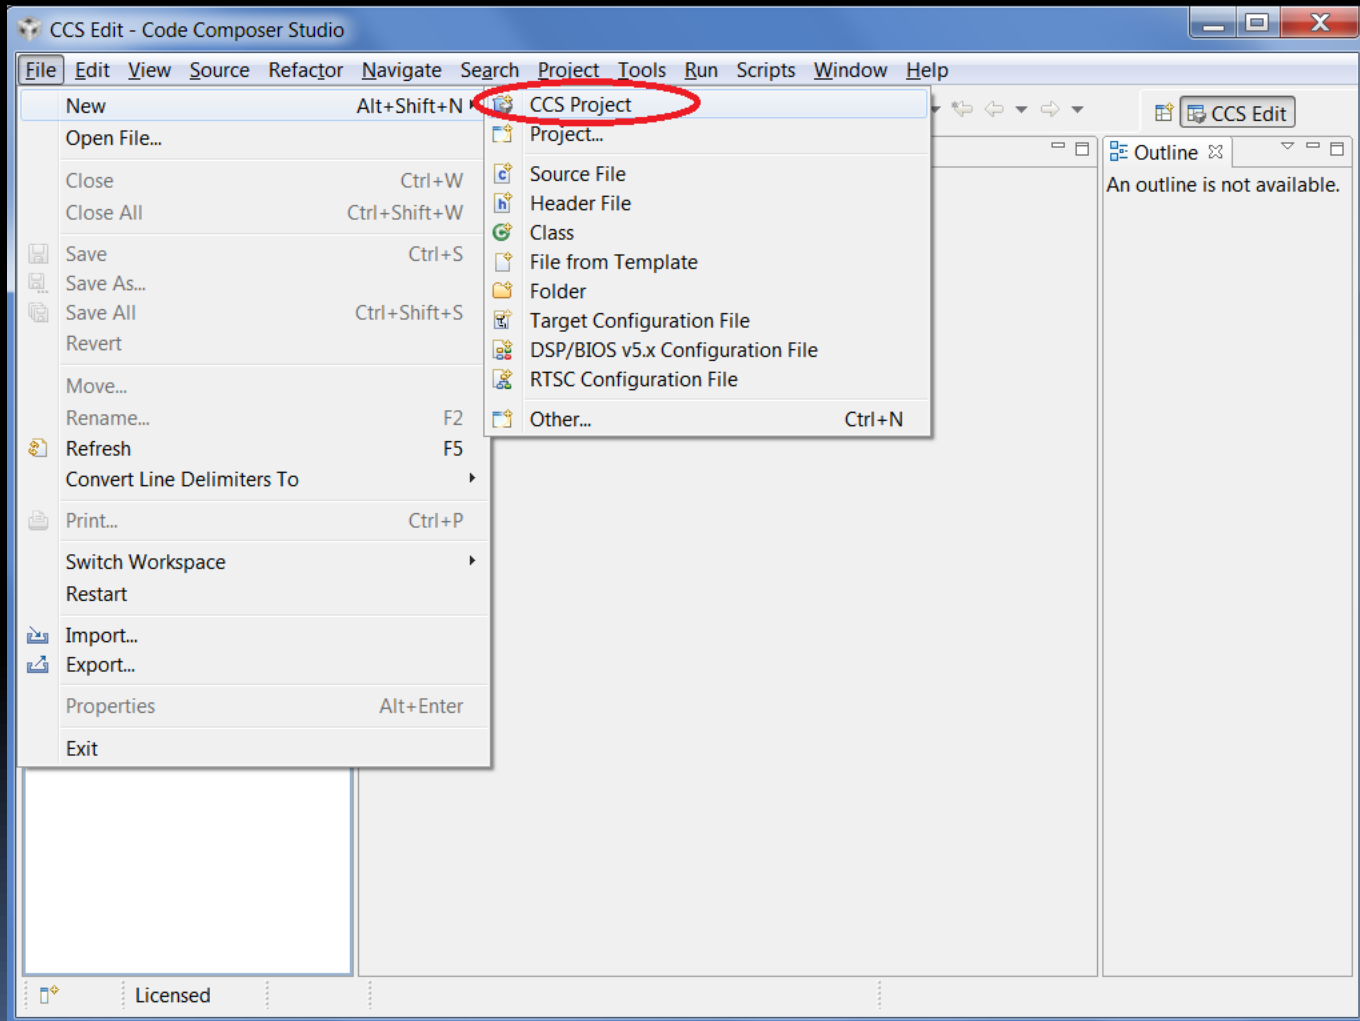 CCS Edit - Code Composer Studio
File Edit View Source Refactor Navigate Search Project Tools Run Scripts Window Help
New Alt+Shift+N
Open File...
Close Ctrl+W
Close All Ctrl+Shift+W
Save Ctrl+S
Save As...
Save All Ctrl+Shift+S
Revert
Move...
Rename... F2
Refresh F5
Convert Line Delimiters To
Print... Ctrl+P
Switch Workspace
Restart
Import...
Export...
Properties Alt+Enter
Exit
CCS Project
Project...
Source File
Header File
Class
File from Template
Folder
Target Configuration File
DSP/BIOS v5.x Configuration File
RTSC Configuration File
Other... Ctrl+N
CCS Edit
Outline
An outline is not available.
Licensed